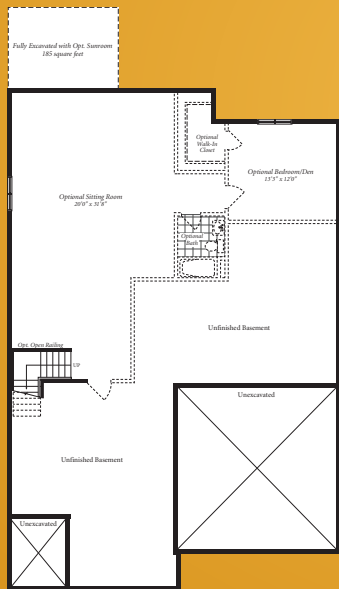 Fully Excavated with Opt. Sunroom
185 square feet
Optional
Walk-In
Closet
Optional Bedroom/Den
13'3" x 12'0"
Optional Sitting Room
20'0" x 31'8"
Optional
Bath
Unfinished Basement
Opt. Open Railing
UP
Unexcavated
Unfinished Basement
Unexcavated